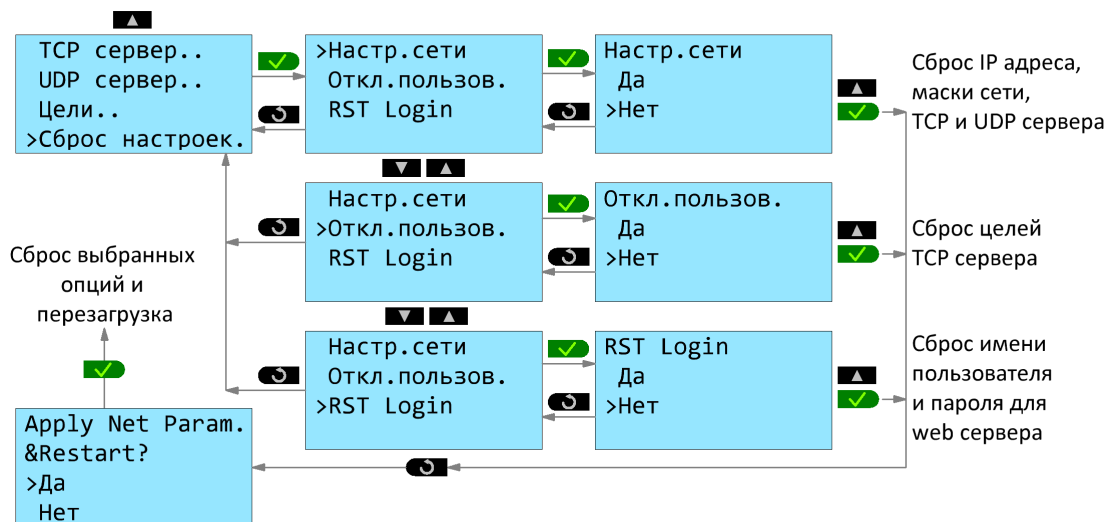 TCP сервер..
UDP сервер..
Цели..
>Сброс настроек.
>Настр.сети
Откл.пользов.
RST Login
Настр.сети
Да
>Нет
Сброс IP адреса,
маски сети,
TCP и UDP сервера
Настр.сети
>Откл.пользов.
RST Login
Откл.пользов.
Да
>Нет
Сброс целей
TCP сервера
Сброс выбранных
опций и
перезагрузка
Настр.сети
Откл.пользов.
>RST Login
RST Login
Да
>Нет
Сброс имени
пользователя
и пароля для
web сервера
Apply Net Param.
&Restart?
>Да
Нет